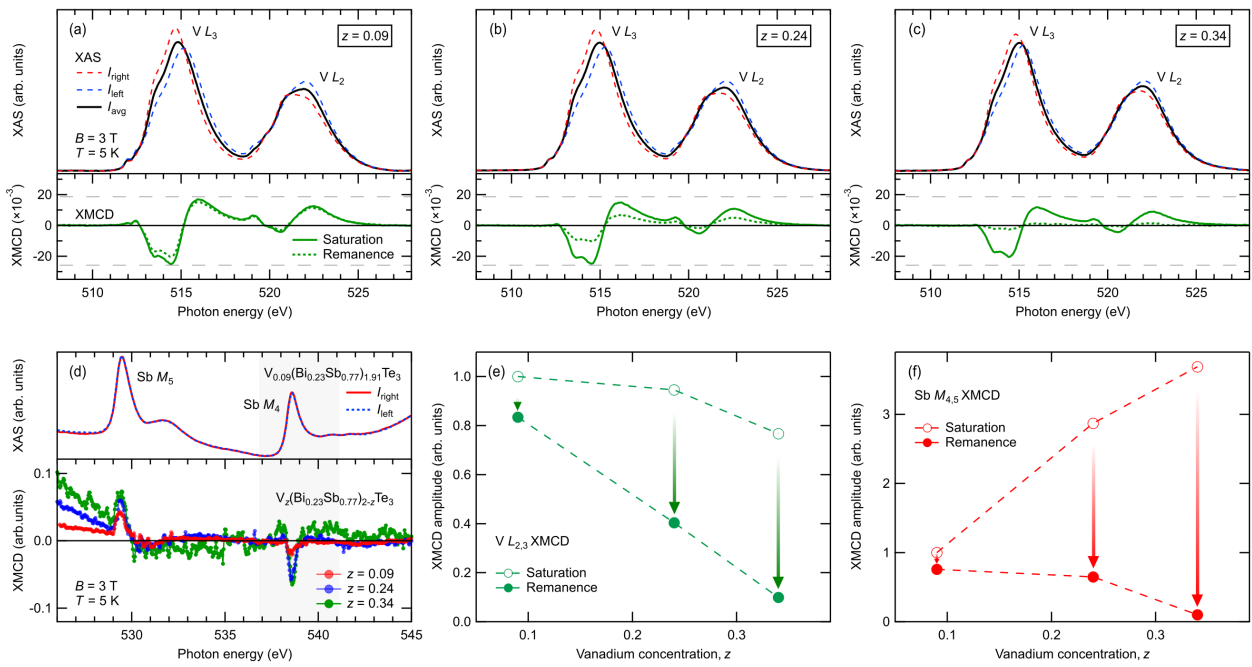 (a)
V L3
z = 0.09
XAS
Iright
Ileft
Iavg
V L2
B = 3 T
T = 5 K
XAS (arb. units)
20
0
-20
XMCD (×10⁻³)
XMCD
Saturation
Remanence
510
515
520
525
Photon energy (eV)
(b)
V L3
z = 0.24
V L2
XAS (arb. units)
20
0
-20
XMCD (×10⁻³)
510
515
520
525
Photon energy (eV)
(c)
V L3
z = 0.34
V L2
XAS (arb. units)
20
0
-20
XMCD (×10⁻³)
510
515
520
525
Photon energy (eV)
(d)
Sb M5
V0.09(Bi0.23Sb0.77)1.91Te3
Sb M4
Iright
Ileft
XAS (arb. units)
0.1
0.0
-0.1
XMCD (arb.units)
Vz(Bi0.23Sb0.77)2-zTe3
B = 3 T
T = 5 K
z = 0.09
z = 0.24
z = 0.34
530
535
540
545
Photon energy (eV)
(e)
1.0
0.8
0.6
0.4
0.2
0.0
XMCD amplitude (arb. units)
V L2,3 XMCD
Saturation
Remanence
0.1
0.2
0.3
Vanadium concentration, z
(f)
Sb M4,5 XMCD
Saturation
Remanence
3
2
1
0
XMCD amplitude (arb. units)
0.1
0.2
0.3
Vanadium concentration, z